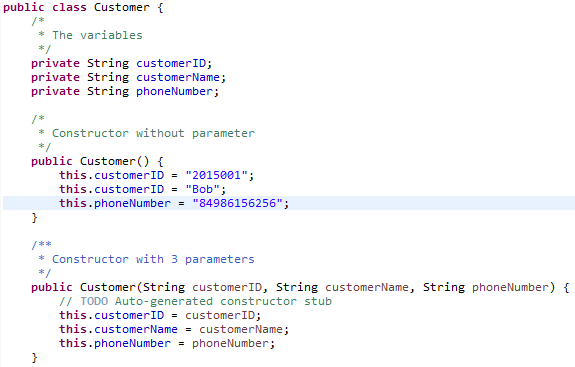 public class Customer {
    /*
     * The variables
     */
    private String customerID;
    private String customerName;
    private String phoneNumber;

    /*
     * Constructor without parameter
     */
    public Customer() {
        this.customerID = "2015001";
        this.customerID = "Bob";
        this.phoneNumber = "84986156256";
    }

    /**
     * Constructor with 3 parameters
     */
    public Customer(String customerID, String customerName, String phoneNumber) {
        // TODO Auto-generated constructor stub
        this.customerID = customerID;
        this.customerName = customerName;
        this.phoneNumber = phoneNumber;
    }